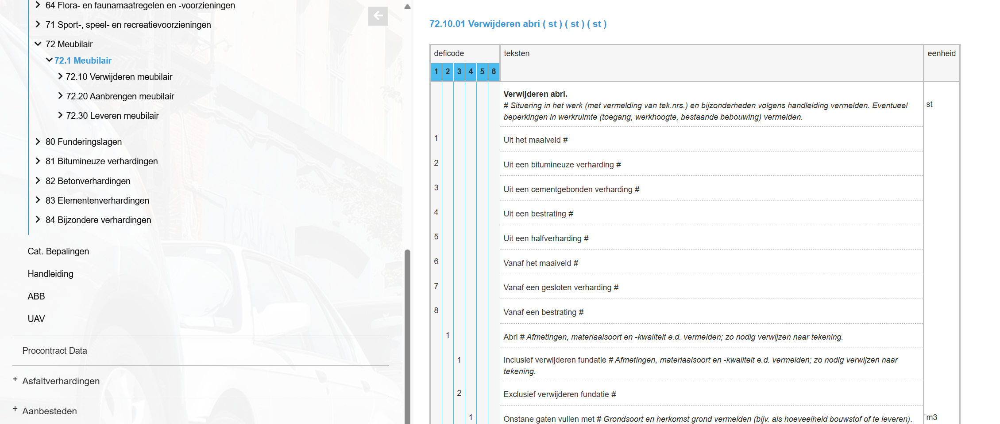 64 Flora- en faunamaatregelen en -voorzieningen
71 Sport-, speel- en recreatievoorzieningen
72 Meubilair
72.1 Meubilair
72.10 Verwijderen meubilair
72.20 Aanbrengen meubilair
72.30 Leveren meubilair
80 Funderingslagen
81 Bitumineuze verhardingen
82 Betonverhardingen
83 Elementenverhardingen
84 Bijzondere verhardingen
Cat. Bepalingen
Handleiding
ABB
UAV
Procontract Data
+ Asfaltverhardingen
+ Aanbesteden
72.10.01 Verwijderen abri ( st ) ( st ) ( st )
deficode teksten eenheid
1 2 3 4 5 6
Verwijderen abri.
# Situering in het werk (met vermelding van tek.nrs.) en bijzonderheden volgens handleiding vermelden. Eventueel st
beperkingen in werkruimte (toegang, werkhoogte, bestaande bebouwing) vermelden.
1 Uit het maaiveld #
2 Uit een bitumineuze verharding #
3 Uit een cementgebonden verharding #
4 Uit een bestrating #
5 Uit een halfverharding #
6 Vanaf het maaiveld #
7 Vanaf een gesloten verharding #
8 Vanaf een bestrating #
1 Abri # Afmetingen, materiaalsoort en -kwaliteit e.d. vermelden; zo nodig verwijzen naar tekening.
1 Inclusief verwijderen fundatie # Afmetingen, materiaalsoort en -kwaliteit e.d. vermelden; zo nodig verwijzen naar
tekening.
2 Exclusief verwijderen fundatie #
1 Onstane gaten vullen met # Grondsoort en herkomst grond vermelden (bijv. als hoeveelheid bouwstof of te leveren). m3